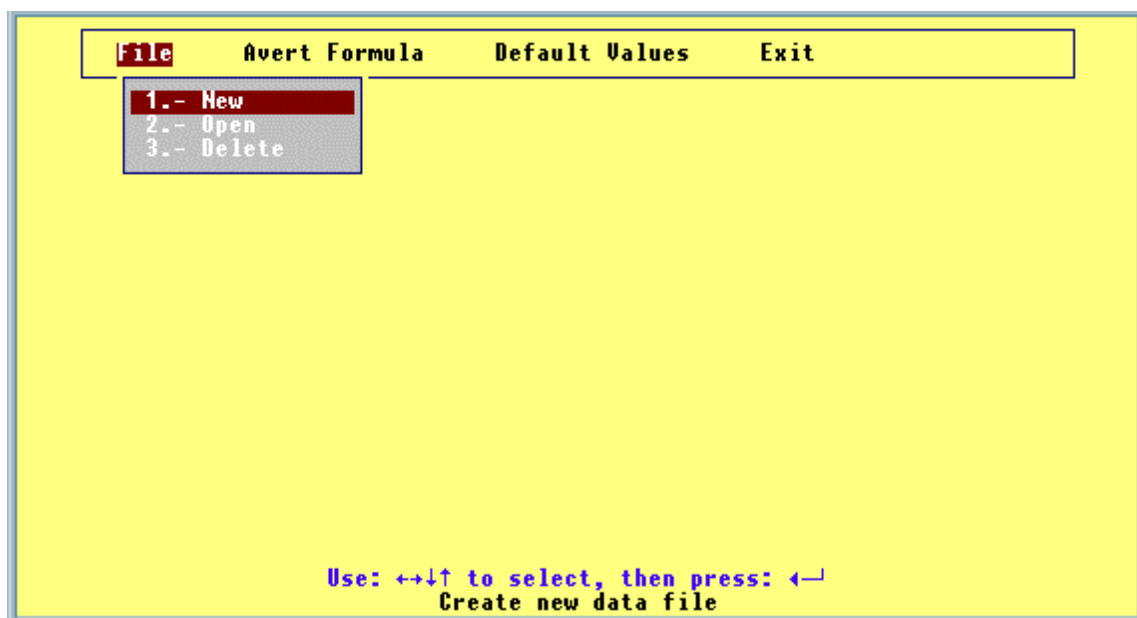 File Avert Formula Default Values Exit
1.- New
2.- Open
3.- Delete
Use: ←→↓↑ to select, then press: ◄─┘
Create new data file